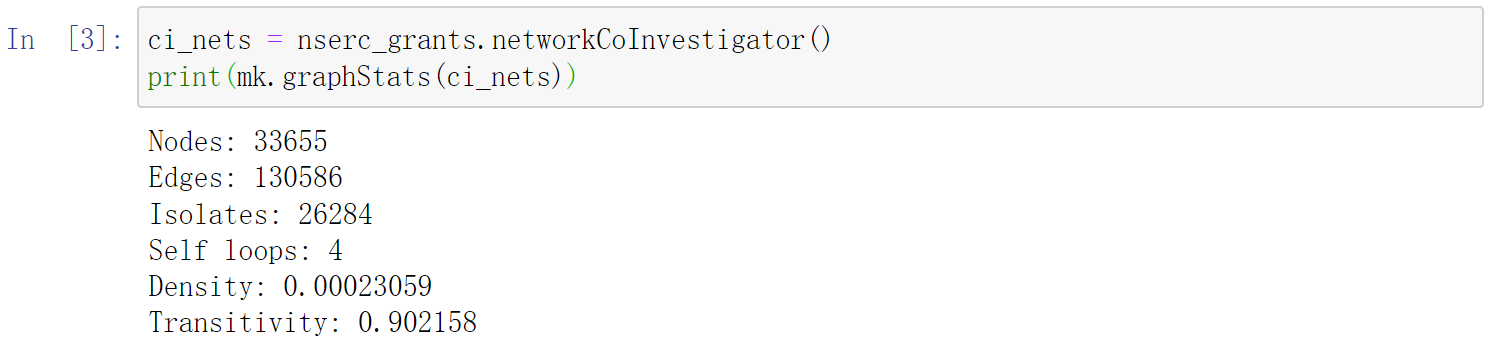 In [3]: ci_nets = nserc_grants.networkCoInvestigator()
print(mk.graphStats(ci_nets))
Nodes: 33655
Edges: 130586
Isolates: 26284
Self loops: 4
Density: 0.00023059
Transitivity: 0.902158